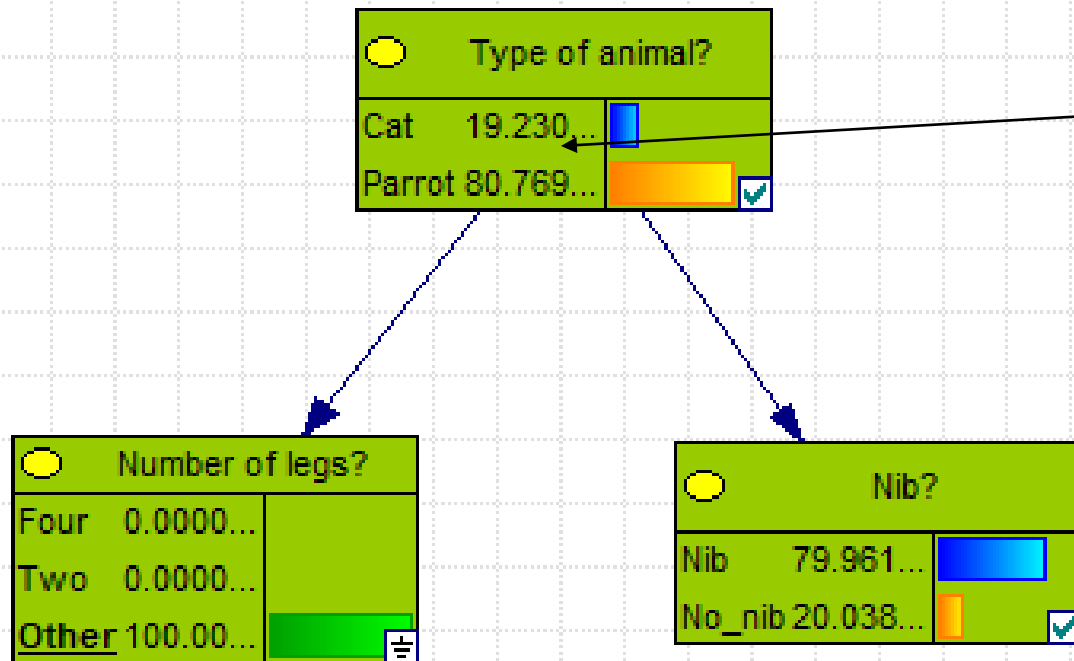 Type of animal?
Cat 19.230...
Parrot 80.769...
Number of legs?
Four 0.0000...
Two 0.0000...
Other 100.00...
Nib?
Nib 79.961...
No_nib 20.038...